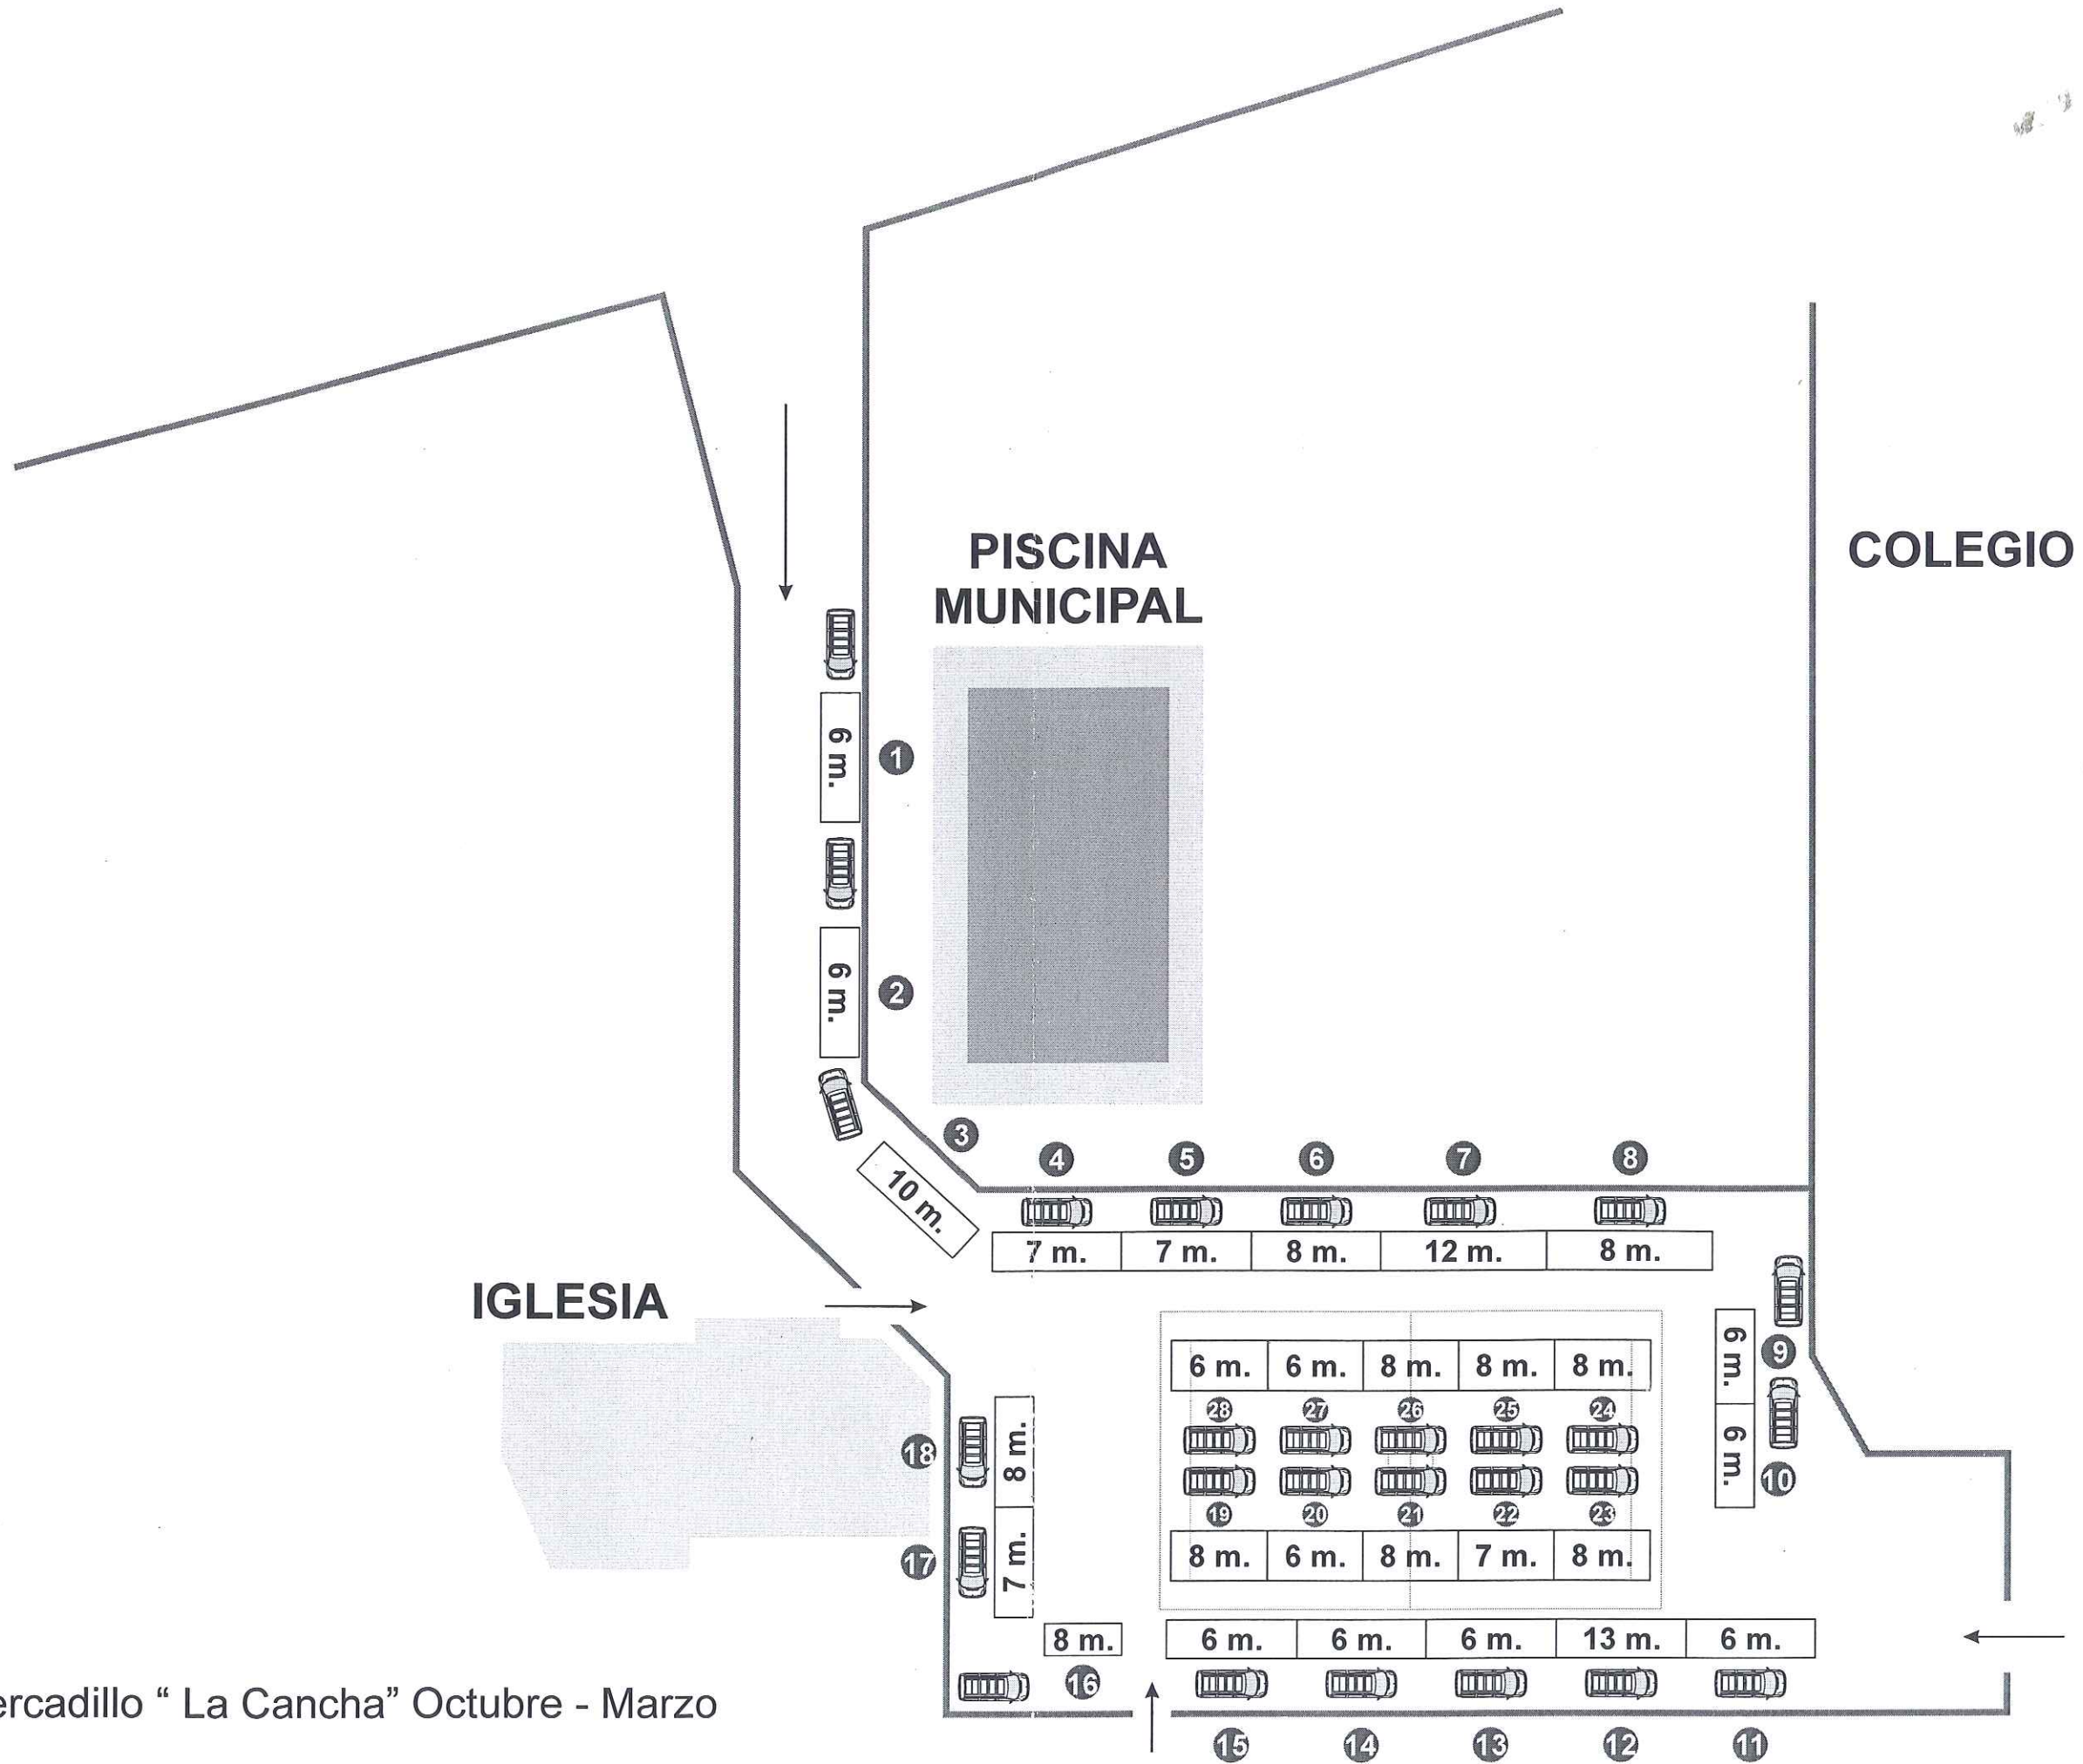 PISCINA
MUNICIPAL
COLEGIO
6 m.
1
6 m.
2
3
10 m.
4
5
6
7
8
7 m.
7 m.
8 m.
12 m.
8 m.
IGLESIA
6 m.
9
6 m.
10
6 m.
6 m.
8 m.
8 m.
8 m.
28
27
26
25
24
19
20
21
22
23
8 m.
6 m.
8 m.
7 m.
8 m.
18
8 m.
17
7 m.
8 m.
16
6 m.
6 m.
6 m.
13 m.
6 m.
15
14
13
12
11
ercadillo “ La Cancha” Octubre - Marzo